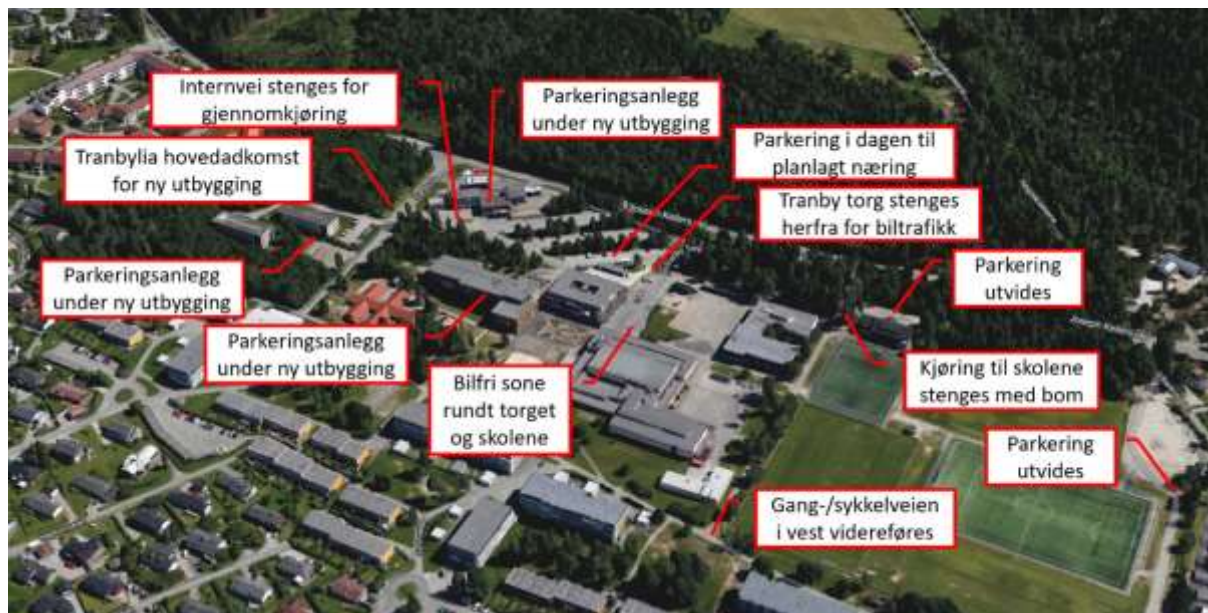 Internvei stenges for
gjennomkjøring
Parkeringsanlegg
under ny utbygging
Tranbylia hovedadkomst
for ny utbygging
Parkering i dagen til
planlagt næring
Tranby torg stenges
herfra for biltrafikk
Parkeringsanlegg
under ny utbygging
Parkering
utvides
Parkeringsanlegg
under ny utbygging
Bilfri sone
rundt torget
og skolene
Kjøring til skolene
stenges med bom
Parkering
utvides
Gang-/sykkelveien
i vest videreføres